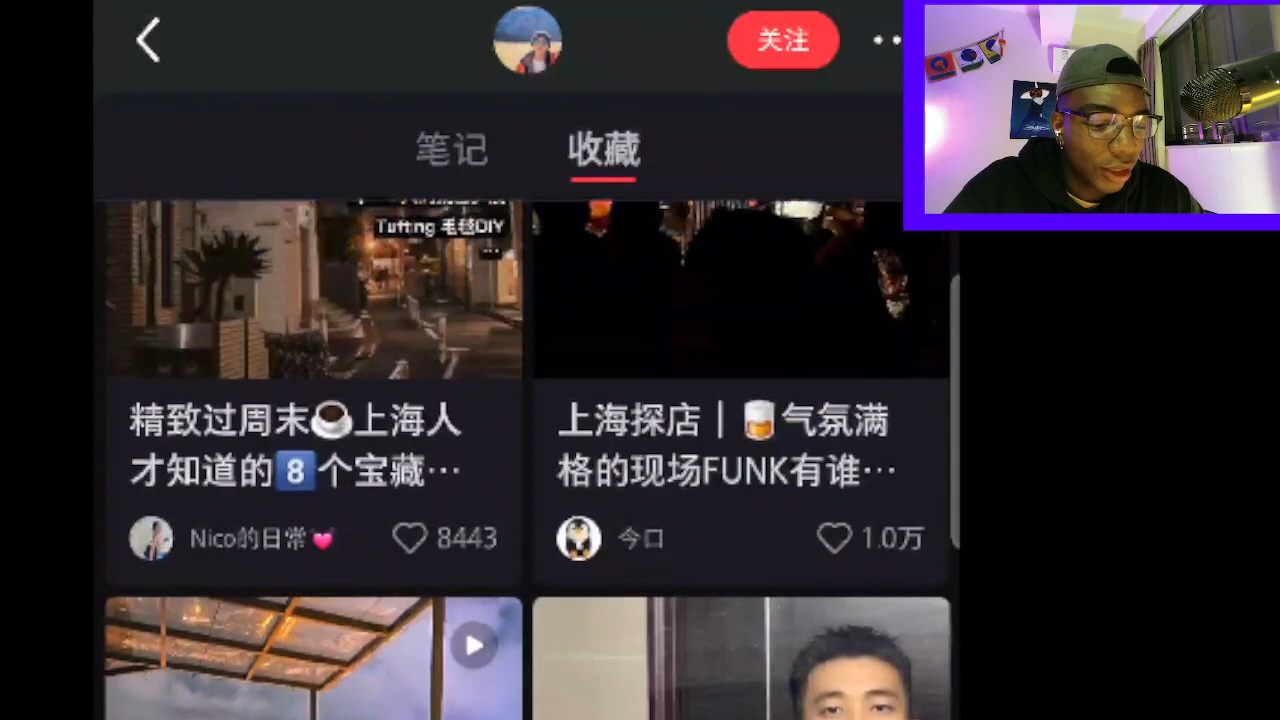 关注
笔记
收藏
Tufting 毛毯DIY
...
精致过周末☕上海人
才知道的8️⃣个宝藏…
Nico的日常💓
8443
上海探店｜🥃气氛满
格的现场FUNK有谁…
今口
1.0万